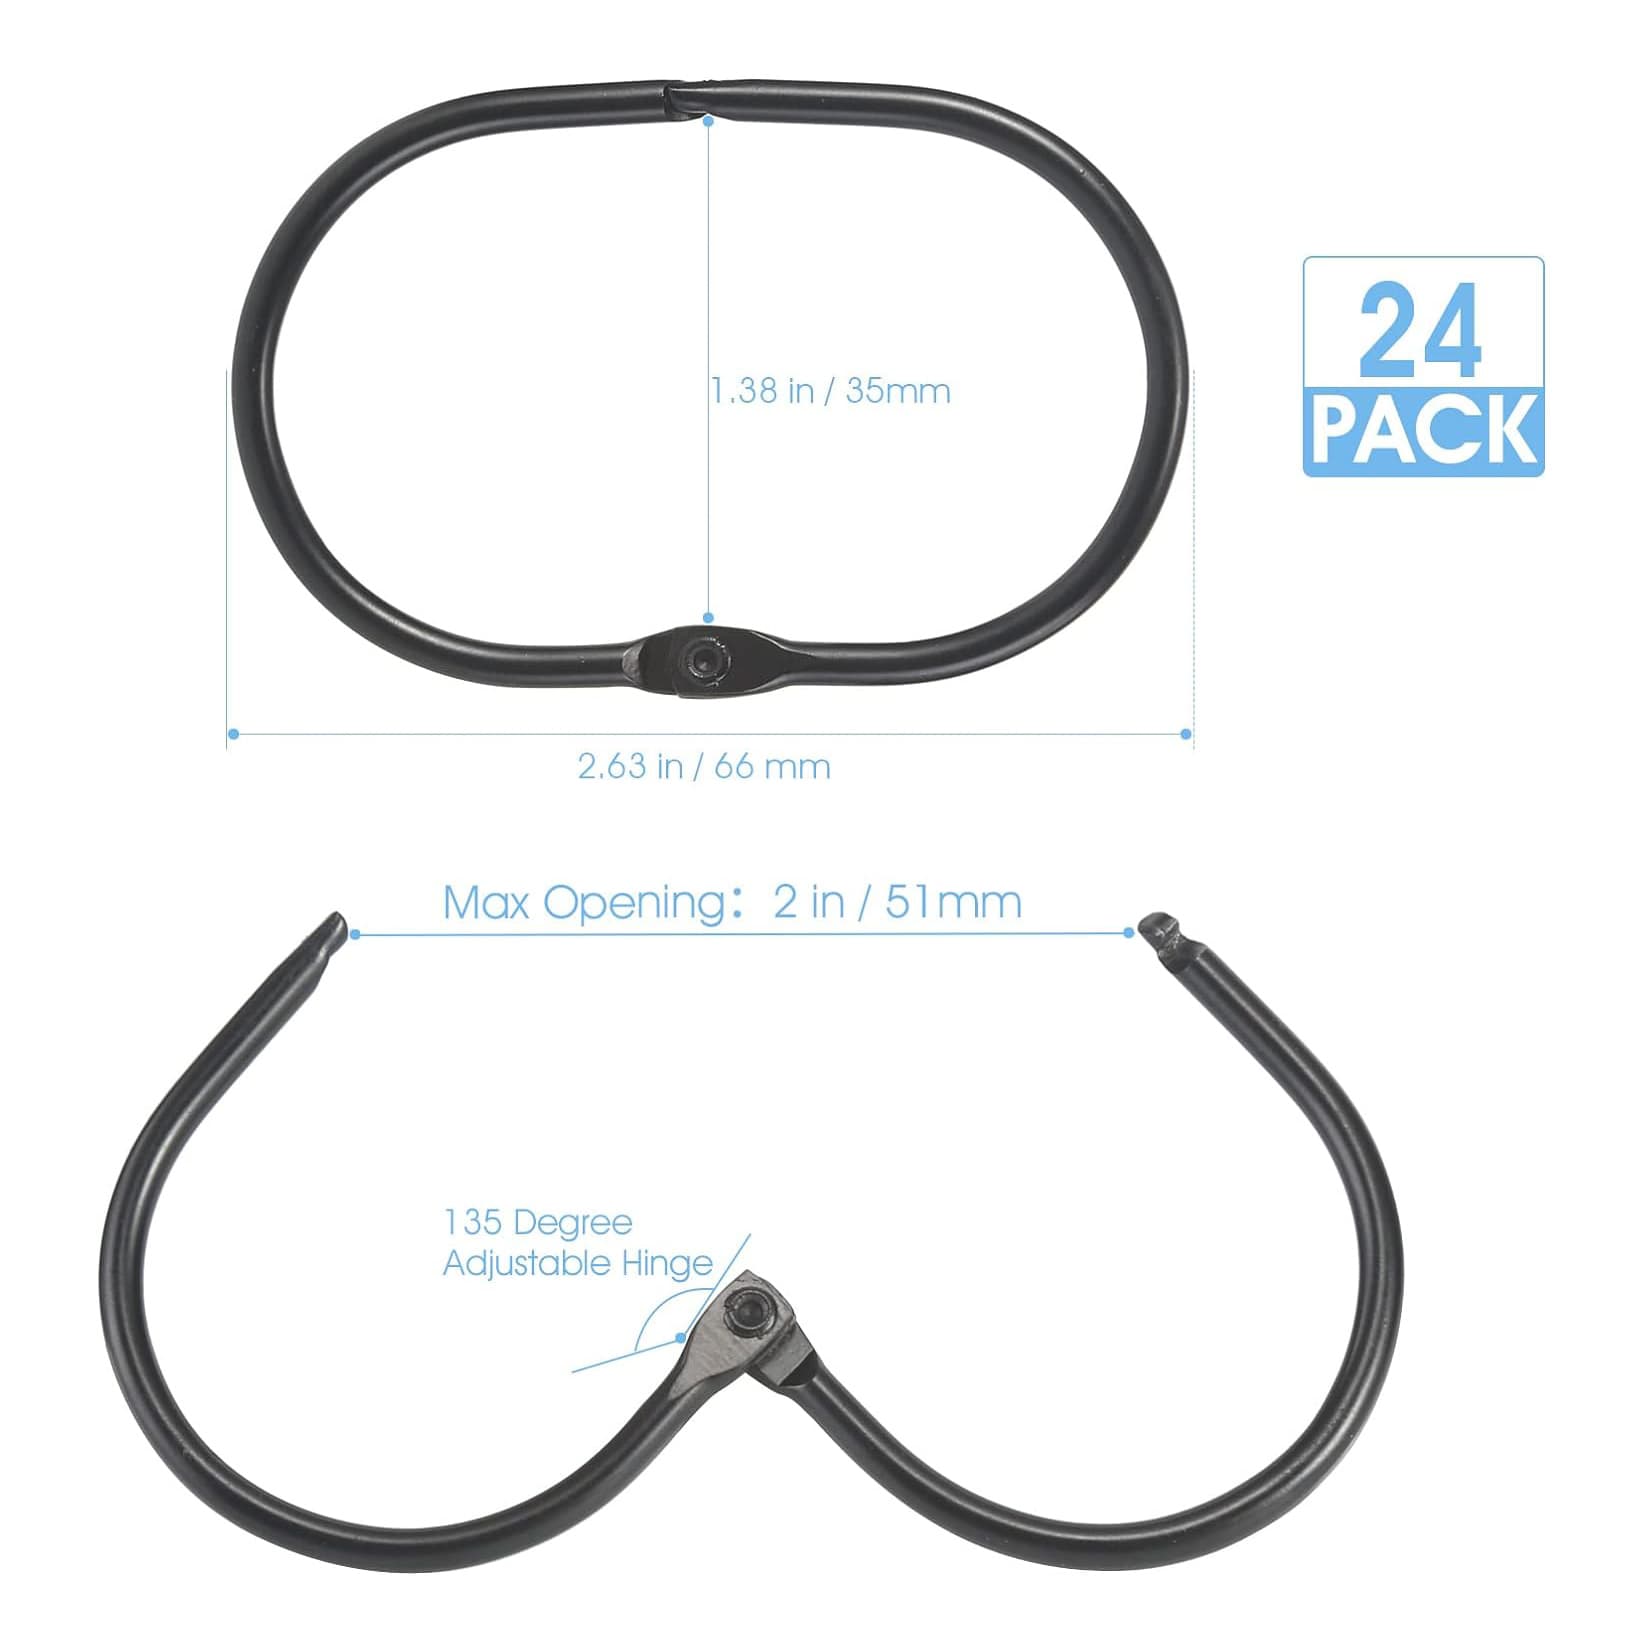 24
PACK
1.38 in / 35mm
2.63 in / 66 mm
Max Opening: 2 in / 51mm
135 Degree
Adjustable Hinge